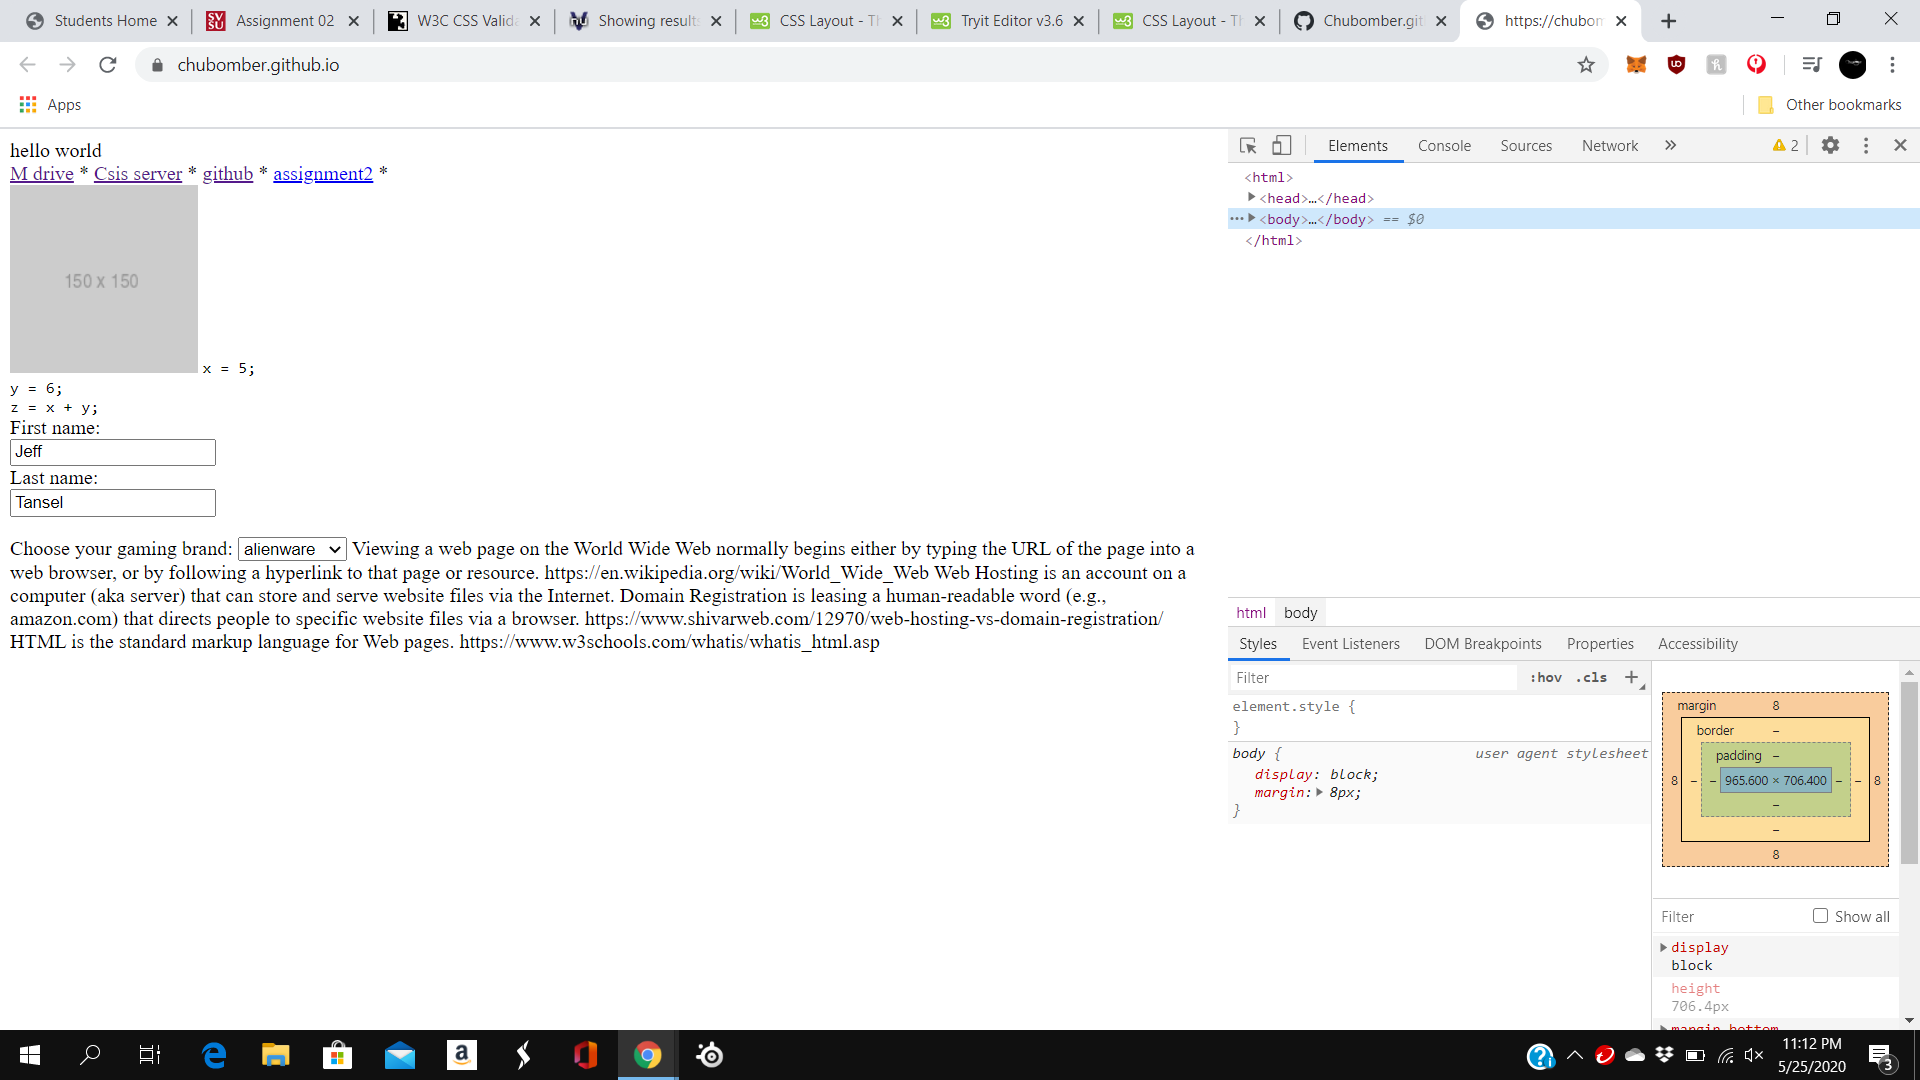 Students Home
Assignment 02
W3C CSS Valida
Showing result
CSS Layout - Th
Tryit Editor v3.6
CSS Layout - Th
Chubomber.git
https://chubom
chubomber.github.io
Apps
Other bookmarks
hello world
M drive * Csis server * github * assignment2 *
150 x 150
x = 5;
y = 6;
z = x + y;
First name:
Jeff
Last name:
Tansel
Choose your gaming brand: alienware Viewing a web page on the World Wide Web normally begins either by typing the URL of the page into a
web browser, or by following a hyperlink to that page or resource. https://en.wikipedia.org/wiki/World_Wide_Web Web Hosting is an account on a
computer (aka server) that can store and serve website files via the Internet. Domain Registration is leasing a human-readable word (e.g.,
amazon.com) that directs people to specific website files via a browser. https://www.shivarweb.com/12970/web-hosting-vs-domain-registration/
HTML is the standard markup language for Web pages. https://www.w3schools.com/whatis/whatis_html.asp
Elements Console Sources Network » 2
<html>
<head>…</head>
<body>…</body> == $0
</html>
html body
Styles Event Listeners DOM Breakpoints Properties Accessibility
Filter :hov .cls +
element.style {
}
body { user agent stylesheet
display: block;
margin: 8px;
}
margin 8
border –
padding –
8 – – 965.600 × 706.400 – – 8
–
–
8
Filter Show all
display
block
height
706.4px
margin-bottom
11:12 PM
5/25/2020
3